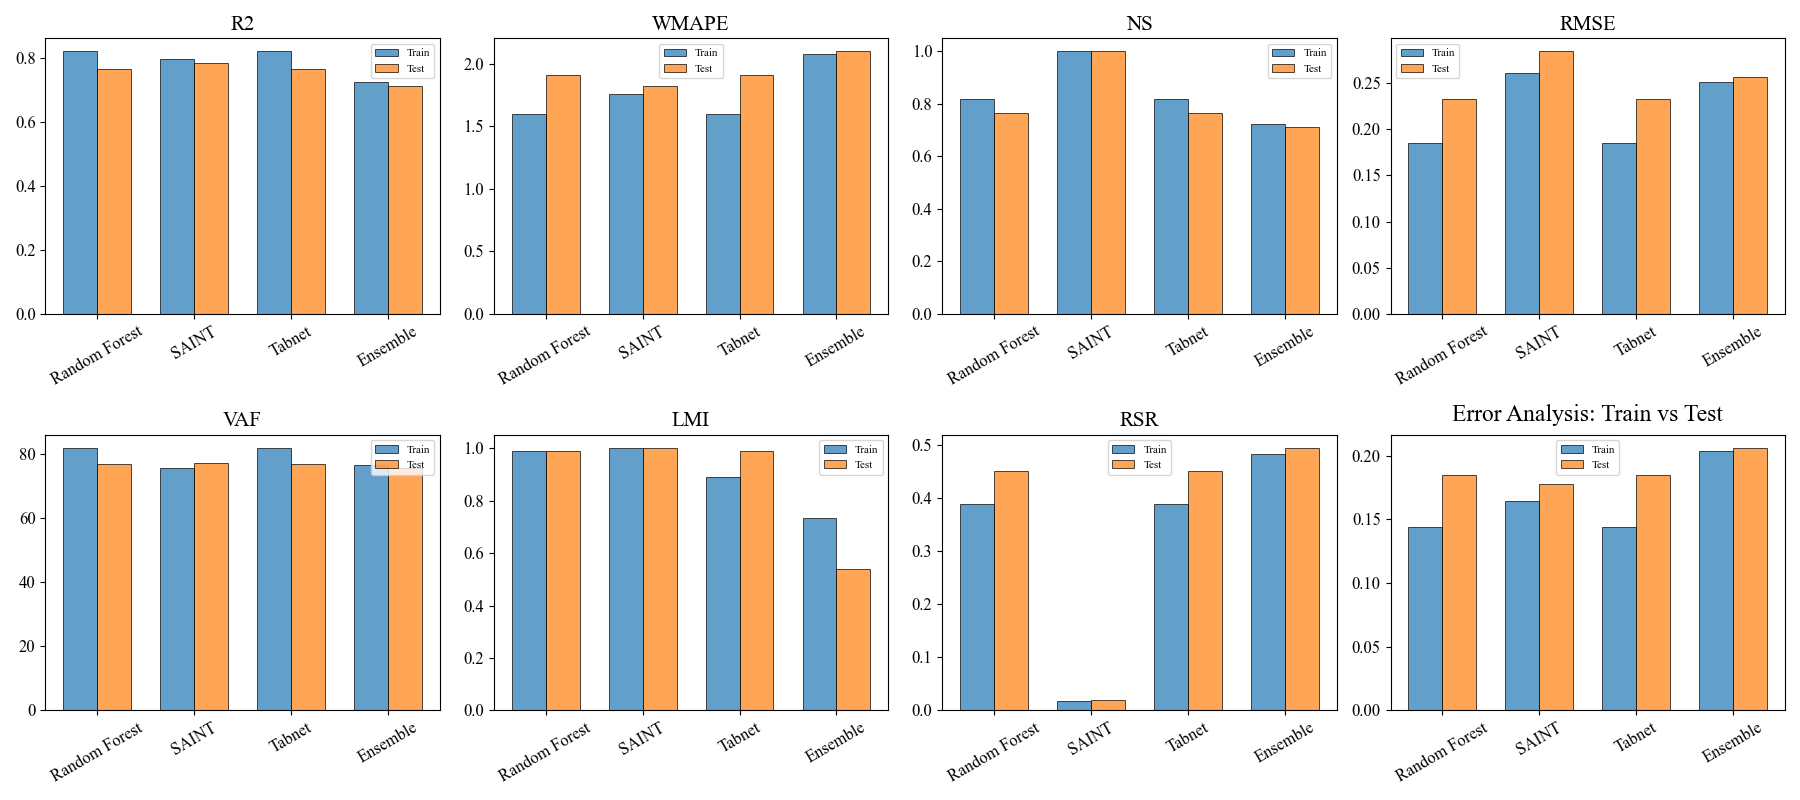 R2
0.8
0.6
0.4
0.2
0.0
Train
Test
Random Forest
SAINT
Tabnet
Ensemble
WMAPE
2.0
1.5
1.0
0.5
0.0
Train
Test
Random Forest
SAINT
Tabnet
Ensemble
NS
1.0
0.8
0.6
0.4
0.2
0.0
Train
Test
Random Forest
SAINT
Tabnet
Ensemble
RMSE
0.25
0.20
0.15
0.10
0.05
0.00
Train
Test
Random Forest
SAINT
Tabnet
Ensemble
VAF
80
60
40
20
0
Train
Test
Random Forest
SAINT
Tabnet
Ensemble
LMI
1.0
0.8
0.6
0.4
0.2
0.0
Train
Test
Random Forest
SAINT
Tabnet
Ensemble
RSR
0.5
0.4
0.3
0.2
0.1
0.0
Train
Test
Random Forest
SAINT
Tabnet
Ensemble
Error Analysis: Train vs Test
0.20
0.15
0.10
0.05
0.00
Train
Test
Random Forest
SAINT
Tabnet
Ensemble